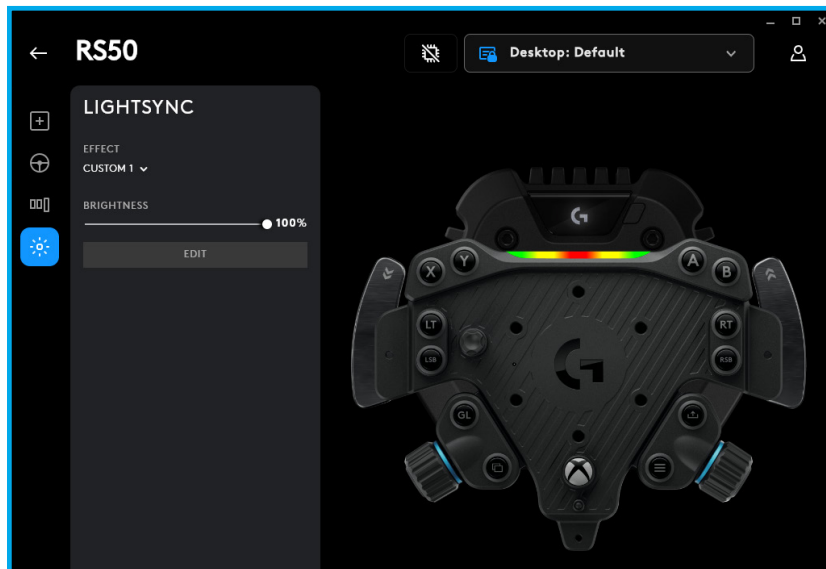 RS50
Desktop: Default
LIGHTSYNC
EFFECT
CUSTOM 1
BRIGHTNESS
100%
EDIT
X Y A B
LT RT
LSB RSB
GL